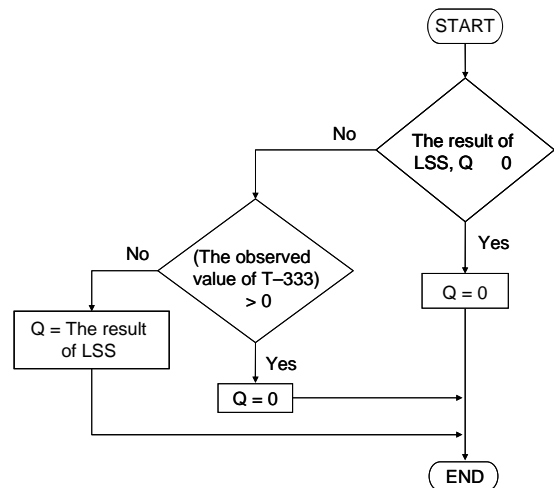 START
The result of
LSS, Q 0
No
Yes
Q = 0
(The observed
value of T–333)
> 0
No
Yes
Q = The result
of LSS
Q = 0
END